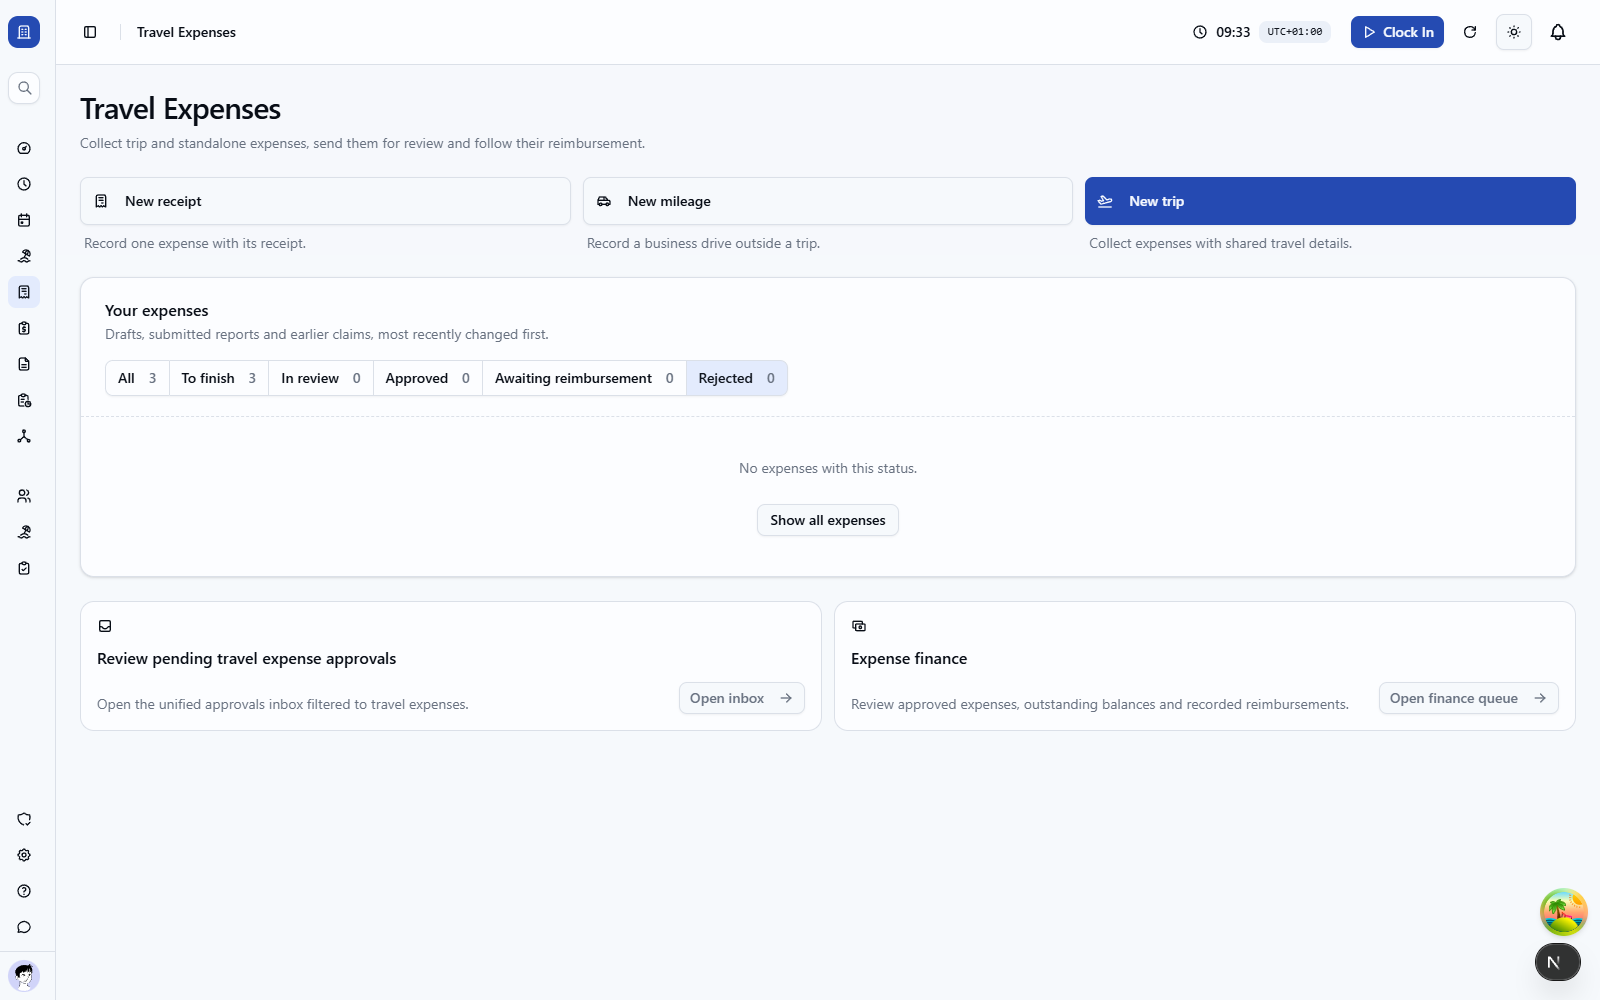 Travel Expenses
09:33 UTC+01:00
Clock In
Travel Expenses
Collect trip and standalone expenses, send them for review and follow their reimbursement.
New receipt
Record one expense with its receipt.
New mileage
Record a business drive outside a trip.
New trip
Collect expenses with shared travel details.
Your expenses
Drafts, submitted reports and earlier claims, most recently changed first.
All 3 To finish 3 In review 0 Approved 0 Awaiting reimbursement 0 Rejected 0
No expenses with this status.
Show all expenses
Review pending travel expense approvals
Open the unified approvals inbox filtered to travel expenses.
Open inbox
Expense finance
Review approved expenses, outstanding balances and recorded reimbursements.
Open finance queue
N